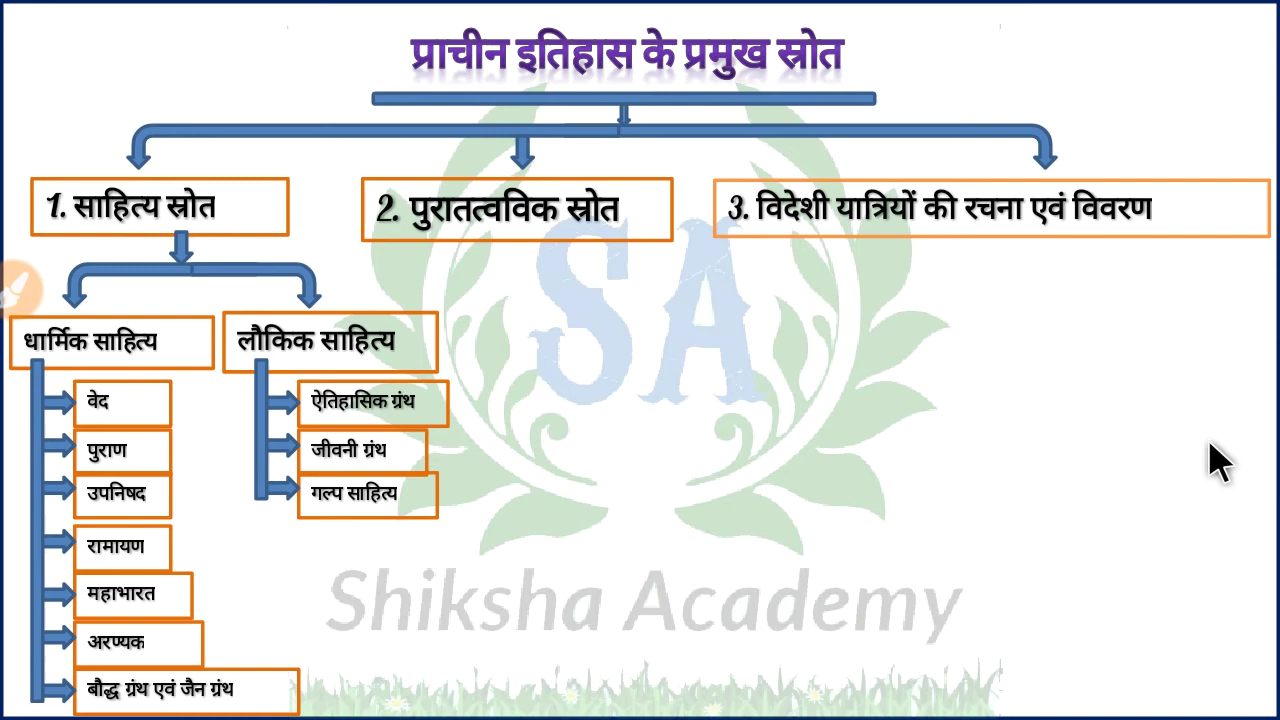 प्राचीन इतिहास के प्रमुख स्रोत
1. साहित्य स्रोत
2. पुरातत्वविक स्रोत
3. विदेशी यात्रियों की रचना एवं विवरण
धार्मिक साहित्य
लौकिक साहित्य
वेद
पुराण
उपनिषद
रामायण
महाभारत
अरण्यक
बौद्ध ग्रंथ एवं जैन ग्रंथ
ऐतिहासिक ग्रंथ
जीवनी ग्रंथ
गल्प साहित्य
SA
Shiksha Academy